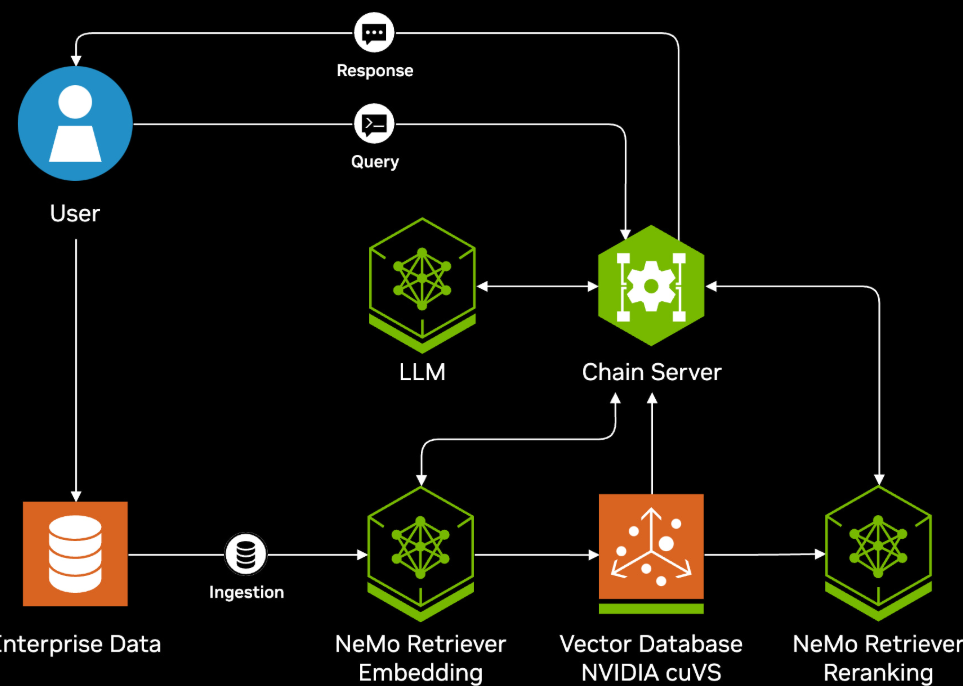 Response
Query
User
LLM
Chain Server
Ingestion
Enterprise Data
NeMo Retriever
Embedding
Vector Database
NVIDIA cuVS
NeMo Retriever
Reranking